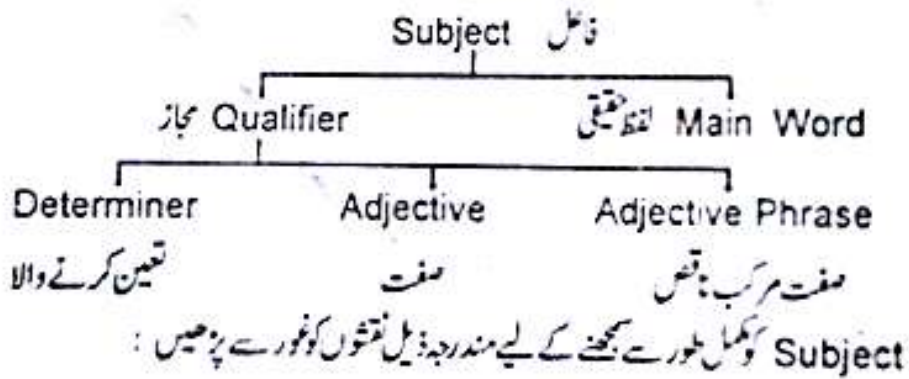 Subject فاعل
مجاز Qualifier لفظ حقیقی Main Word
Determiner Adjective Adjective Phrase
تعین کرنے والا صفت صفت مرکب ناقص
Subject کو مکمل طور سے سمجھنے کے لیے مندرجہ ذیل نقشوں کو غور سے پڑھیں :